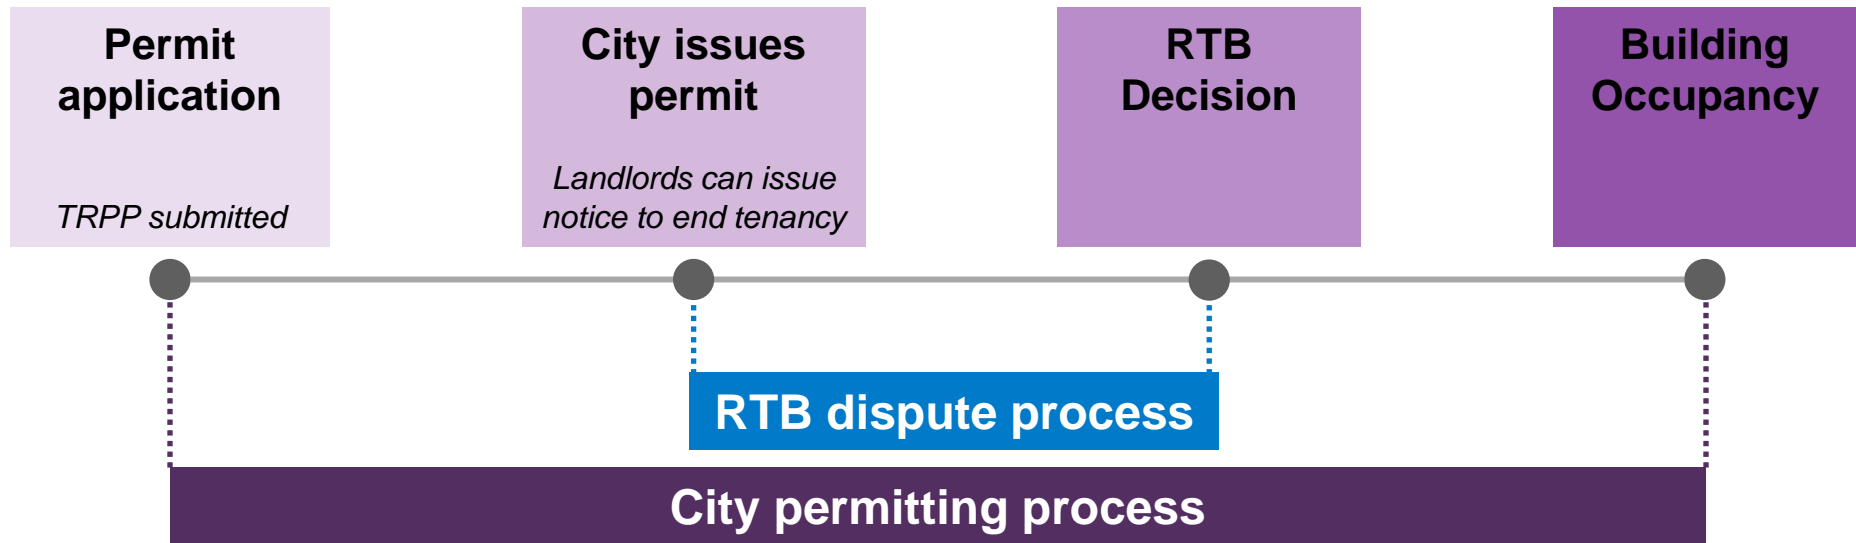 Permit
application
TRPP submitted
City issues
permit
Landlords can issue
notice to end tenancy
RTB
Decision
Building
Occupancy
RTB dispute process
City permitting process